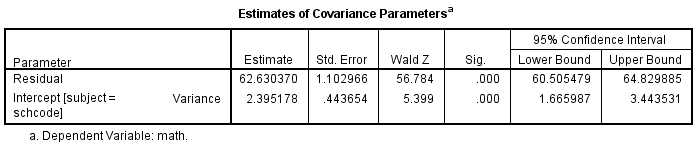 Estimates of Covariance Parametersa
95% Confidence Interval
Parameter Estimate Std. Error Wald Z Sig. Lower Bound Upper Bound
Residual 62.630370 1.102966 56.784 .000 60.505479 64.829885
Intercept [subject = Variance 2.395178 .443654 5.399 .000 1.665987 3.443531
schcode]
a. Dependent Variable: math.